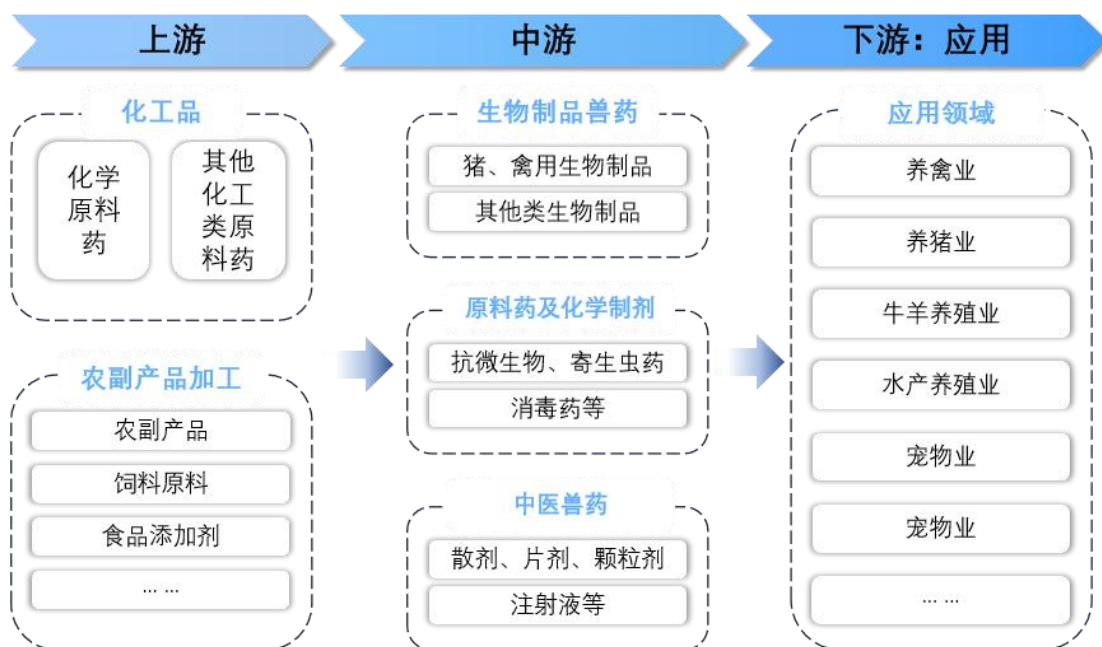 上游
中游
下游：应用
化工品
化学
原料
药
其他
化工
类原
料药
农副产品加工
农副产品
饲料原料
食品添加剂
... ...
生物制品兽药
猪、禽用生物制品
其他类生物制品
原料药及化学制剂
抗微生物、寄生虫药
消毒药等
中医兽药
散剂、片剂、颗粒剂
注射液等
应用领域
养禽业
养猪业
牛羊养殖业
水产养殖业
宠物业
宠物业
... ...